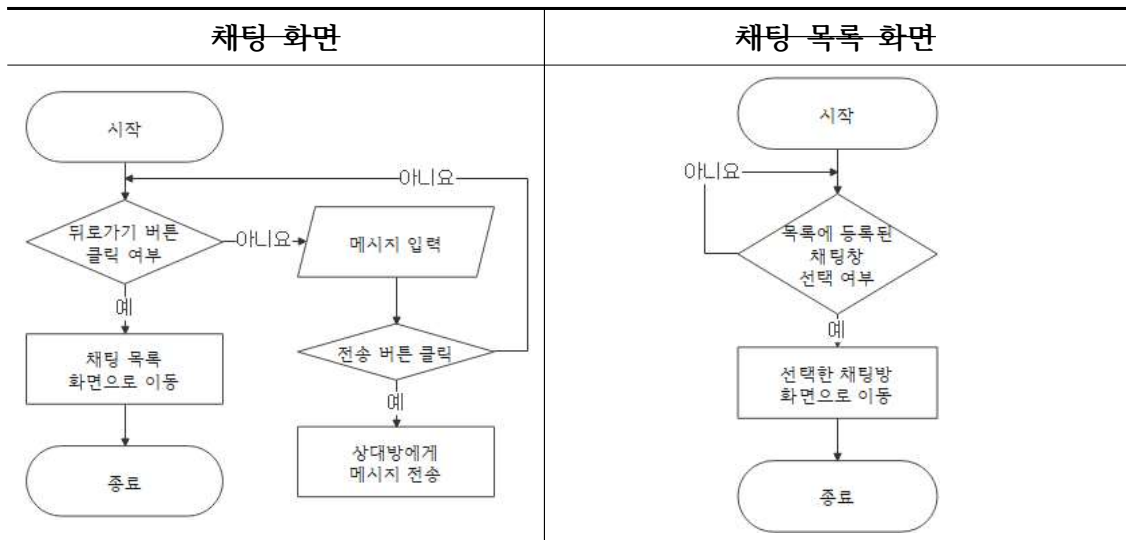 채팅 화면
시작
아니요
뒤로가기 버튼
클릭 여부
아니요
메시지 입력
예
채팅 목록
화면으로 이동
전송 버튼 클릭
예
상대방에게
메시지 전송
종료
채팅 목록 화면
시작
아니요
목록에 등록된
채팅창
선택 여부
예
선택한 채팅방
화면으로 이동
종료